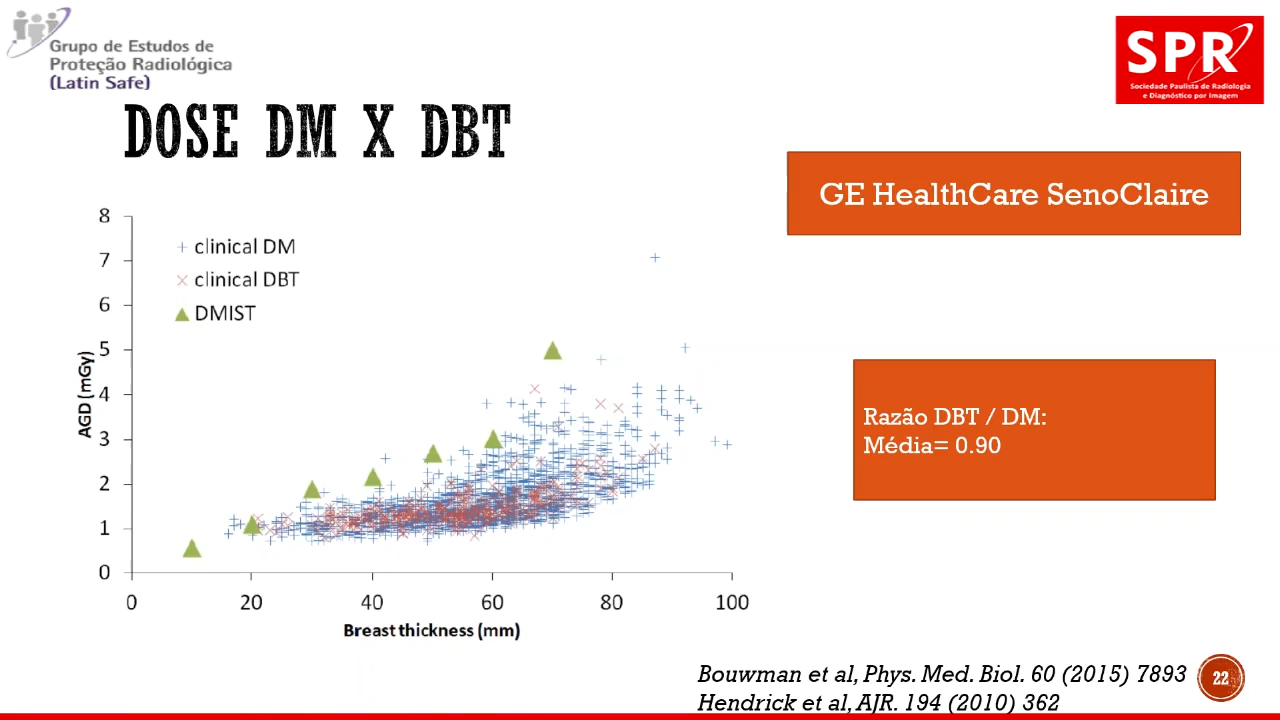 Grupo de Estudos de
Proteção Radiológica
(Latin Safe)
SPR
Sociedade Paulista de Radiologia
e Diagnóstico por Imagem
DOSE DM X DBT
GE HealthCare SenoClaire
8
7
6
5
4
3
2
1
0
AGD (mGy)
clinical DM
clinical DBT
DMIST
0 20 40 60 80 100
Breast thickness (mm)
Razão DBT / DM:
Média= 0.90
Bouwman et al, Phys. Med. Biol. 60 (2015) 7893
Hendrick et al, AJR. 194 (2010) 362
22